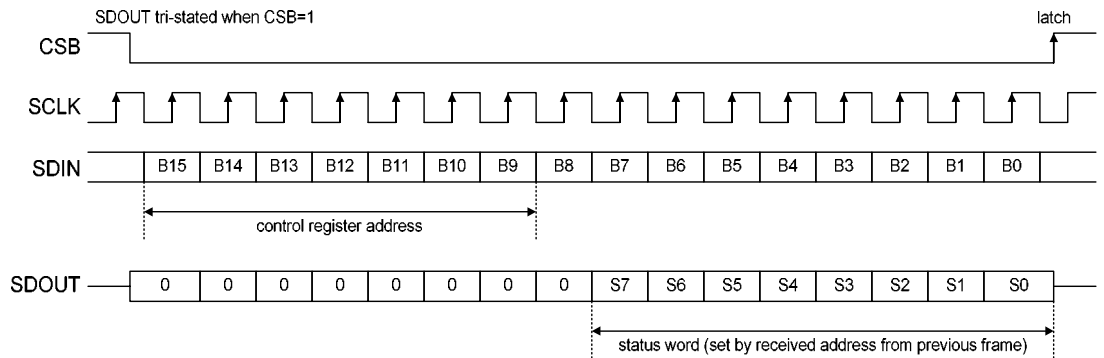 SDOUT tri-stated when CSB=1 latch
CSB
SCLK
SDIN B15 B14 B13 B12 B11 B10 B9 B8 B7 B6 B5 B4 B3 B2 B1 B0
control register address
SDOUT 0 0 0 0 0 0 0 0 S7 S6 S5 S4 S3 S2 S1 S0
status word (set by received address from previous frame)